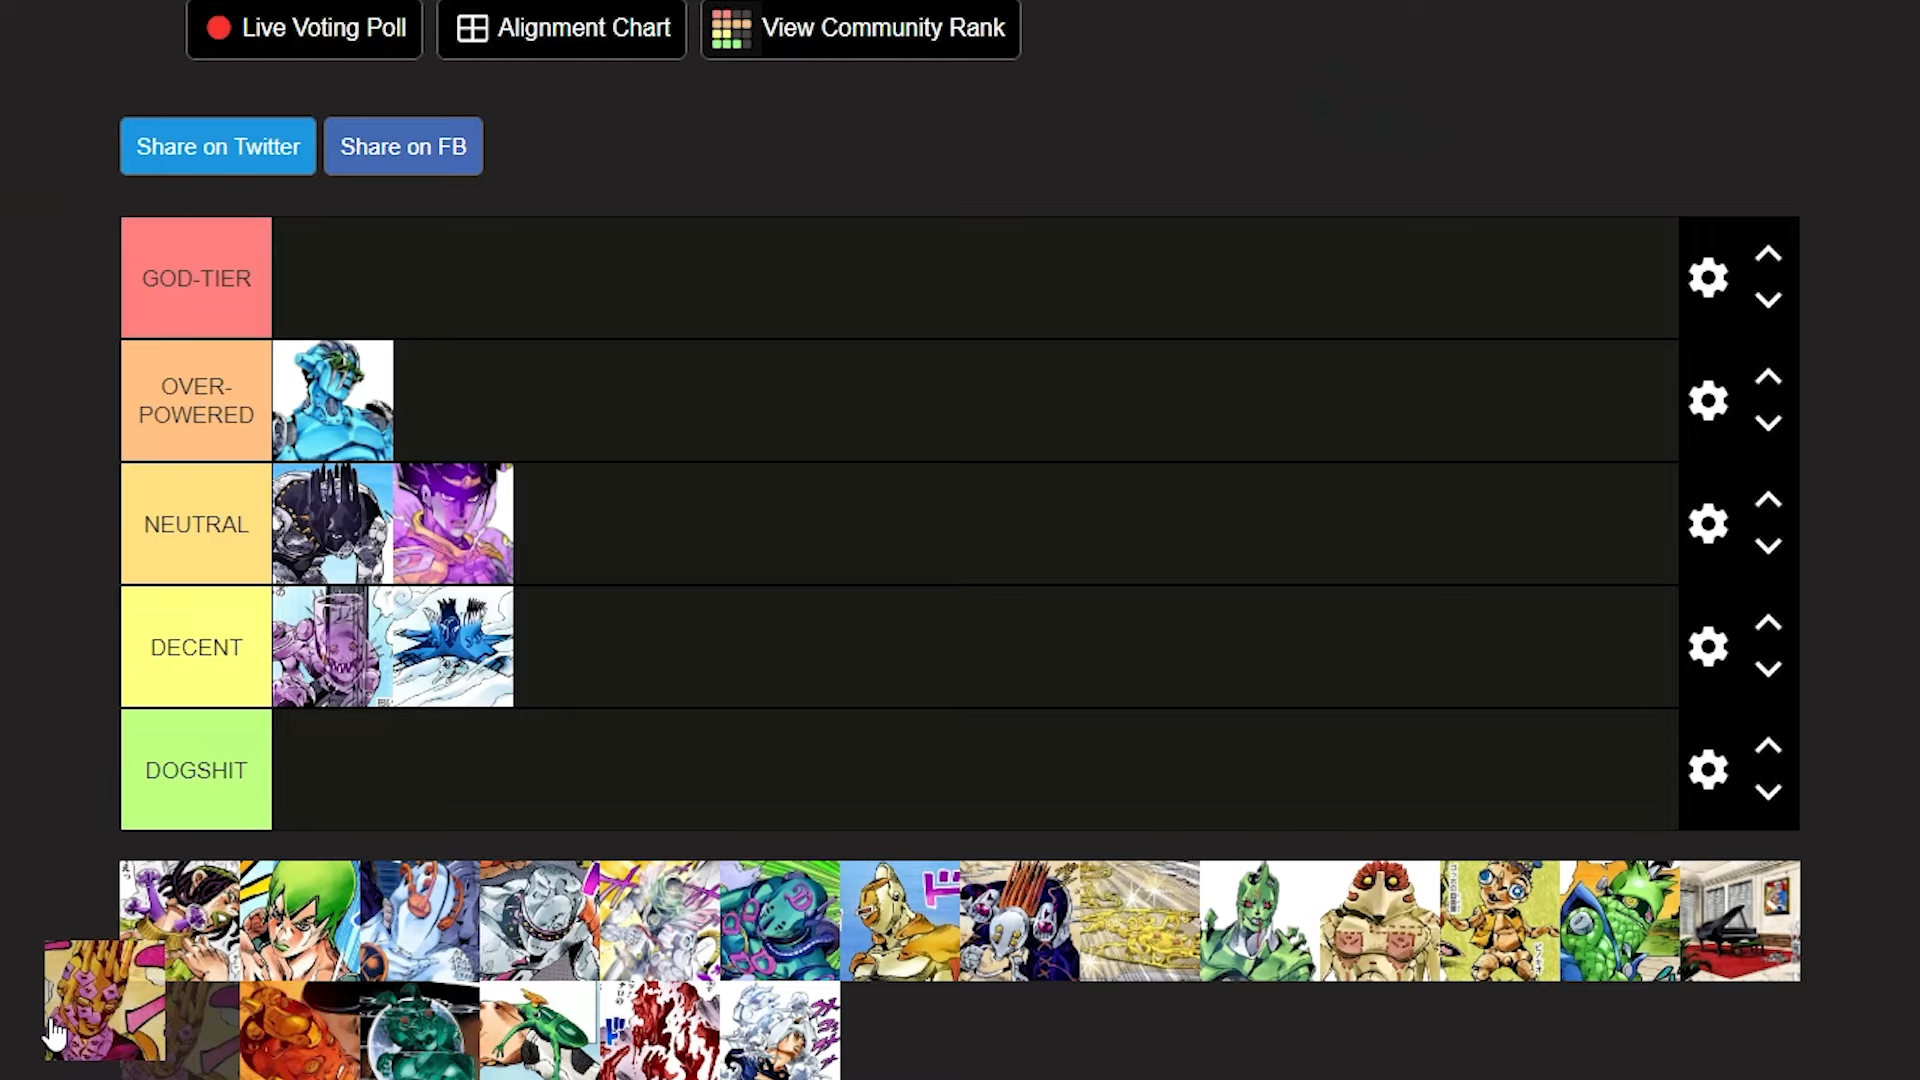 Live Voting Poll
Alignment Chart
View Community Rank
Share on Twitter
Share on FB
GOD-TIER
OVER-
POWERED
NEUTRAL
DECENT
DOGSHIT